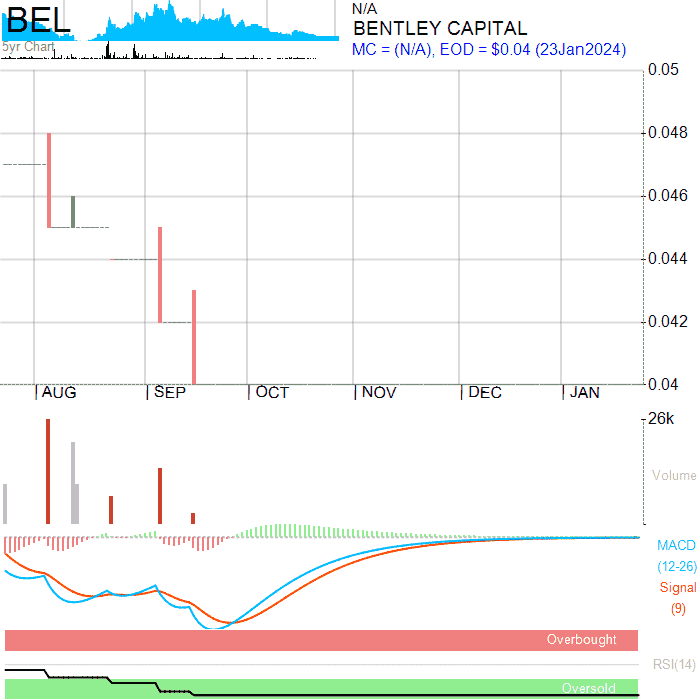 BEL
5yr Chart
N/A
BENTLEY CAPITAL
MC = (N/A), EOD = $0.04 (23Jan2024)
0.05
0.048
0.046
0.044
0.042
0.04
AUG
SEP
OCT
NOV
DEC
JAN
26k
Volume
MACD
(12-26)
Signal
(9)
Overbought
RSI(14)
Oversold